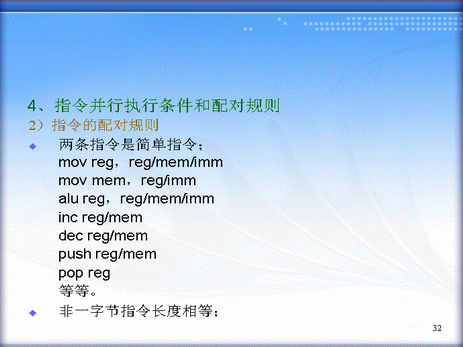 4、指令并行执行条件和配对规则
2）指令的配对规则
两条指令是简单指令；
mov reg，reg/mem/imm
mov mem，reg/imm
alu reg，reg/mem/imm
inc reg/mem
dec reg/mem
push reg/mem
pop reg
等等。
非一字节指令长度相等；
32